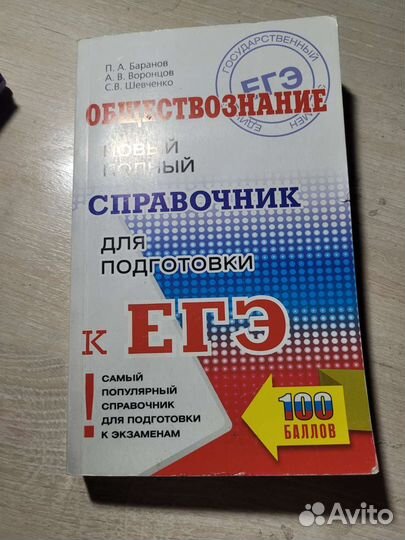 П. А. Баранов
А. В. Воронцов
С.В. Шевченко
ГОСУДАРСТВЕННЫЙ
ЕГЭ
ОБЩЕСТВОЗНАНИЕ
НОВЫЙ
ПОЛНЫЙ
СПРАВОЧНИК
ДЛЯ
ПОДГОТОВКИ
К ЕГЭ
! САМЫЙ
ПОПУЛЯРНЫЙ
СПРАВОЧНИК
ДЛЯ ПОДГОТОВКИ
К ЭКЗАМЕНАМ
100
БАЛЛОВ
Avito